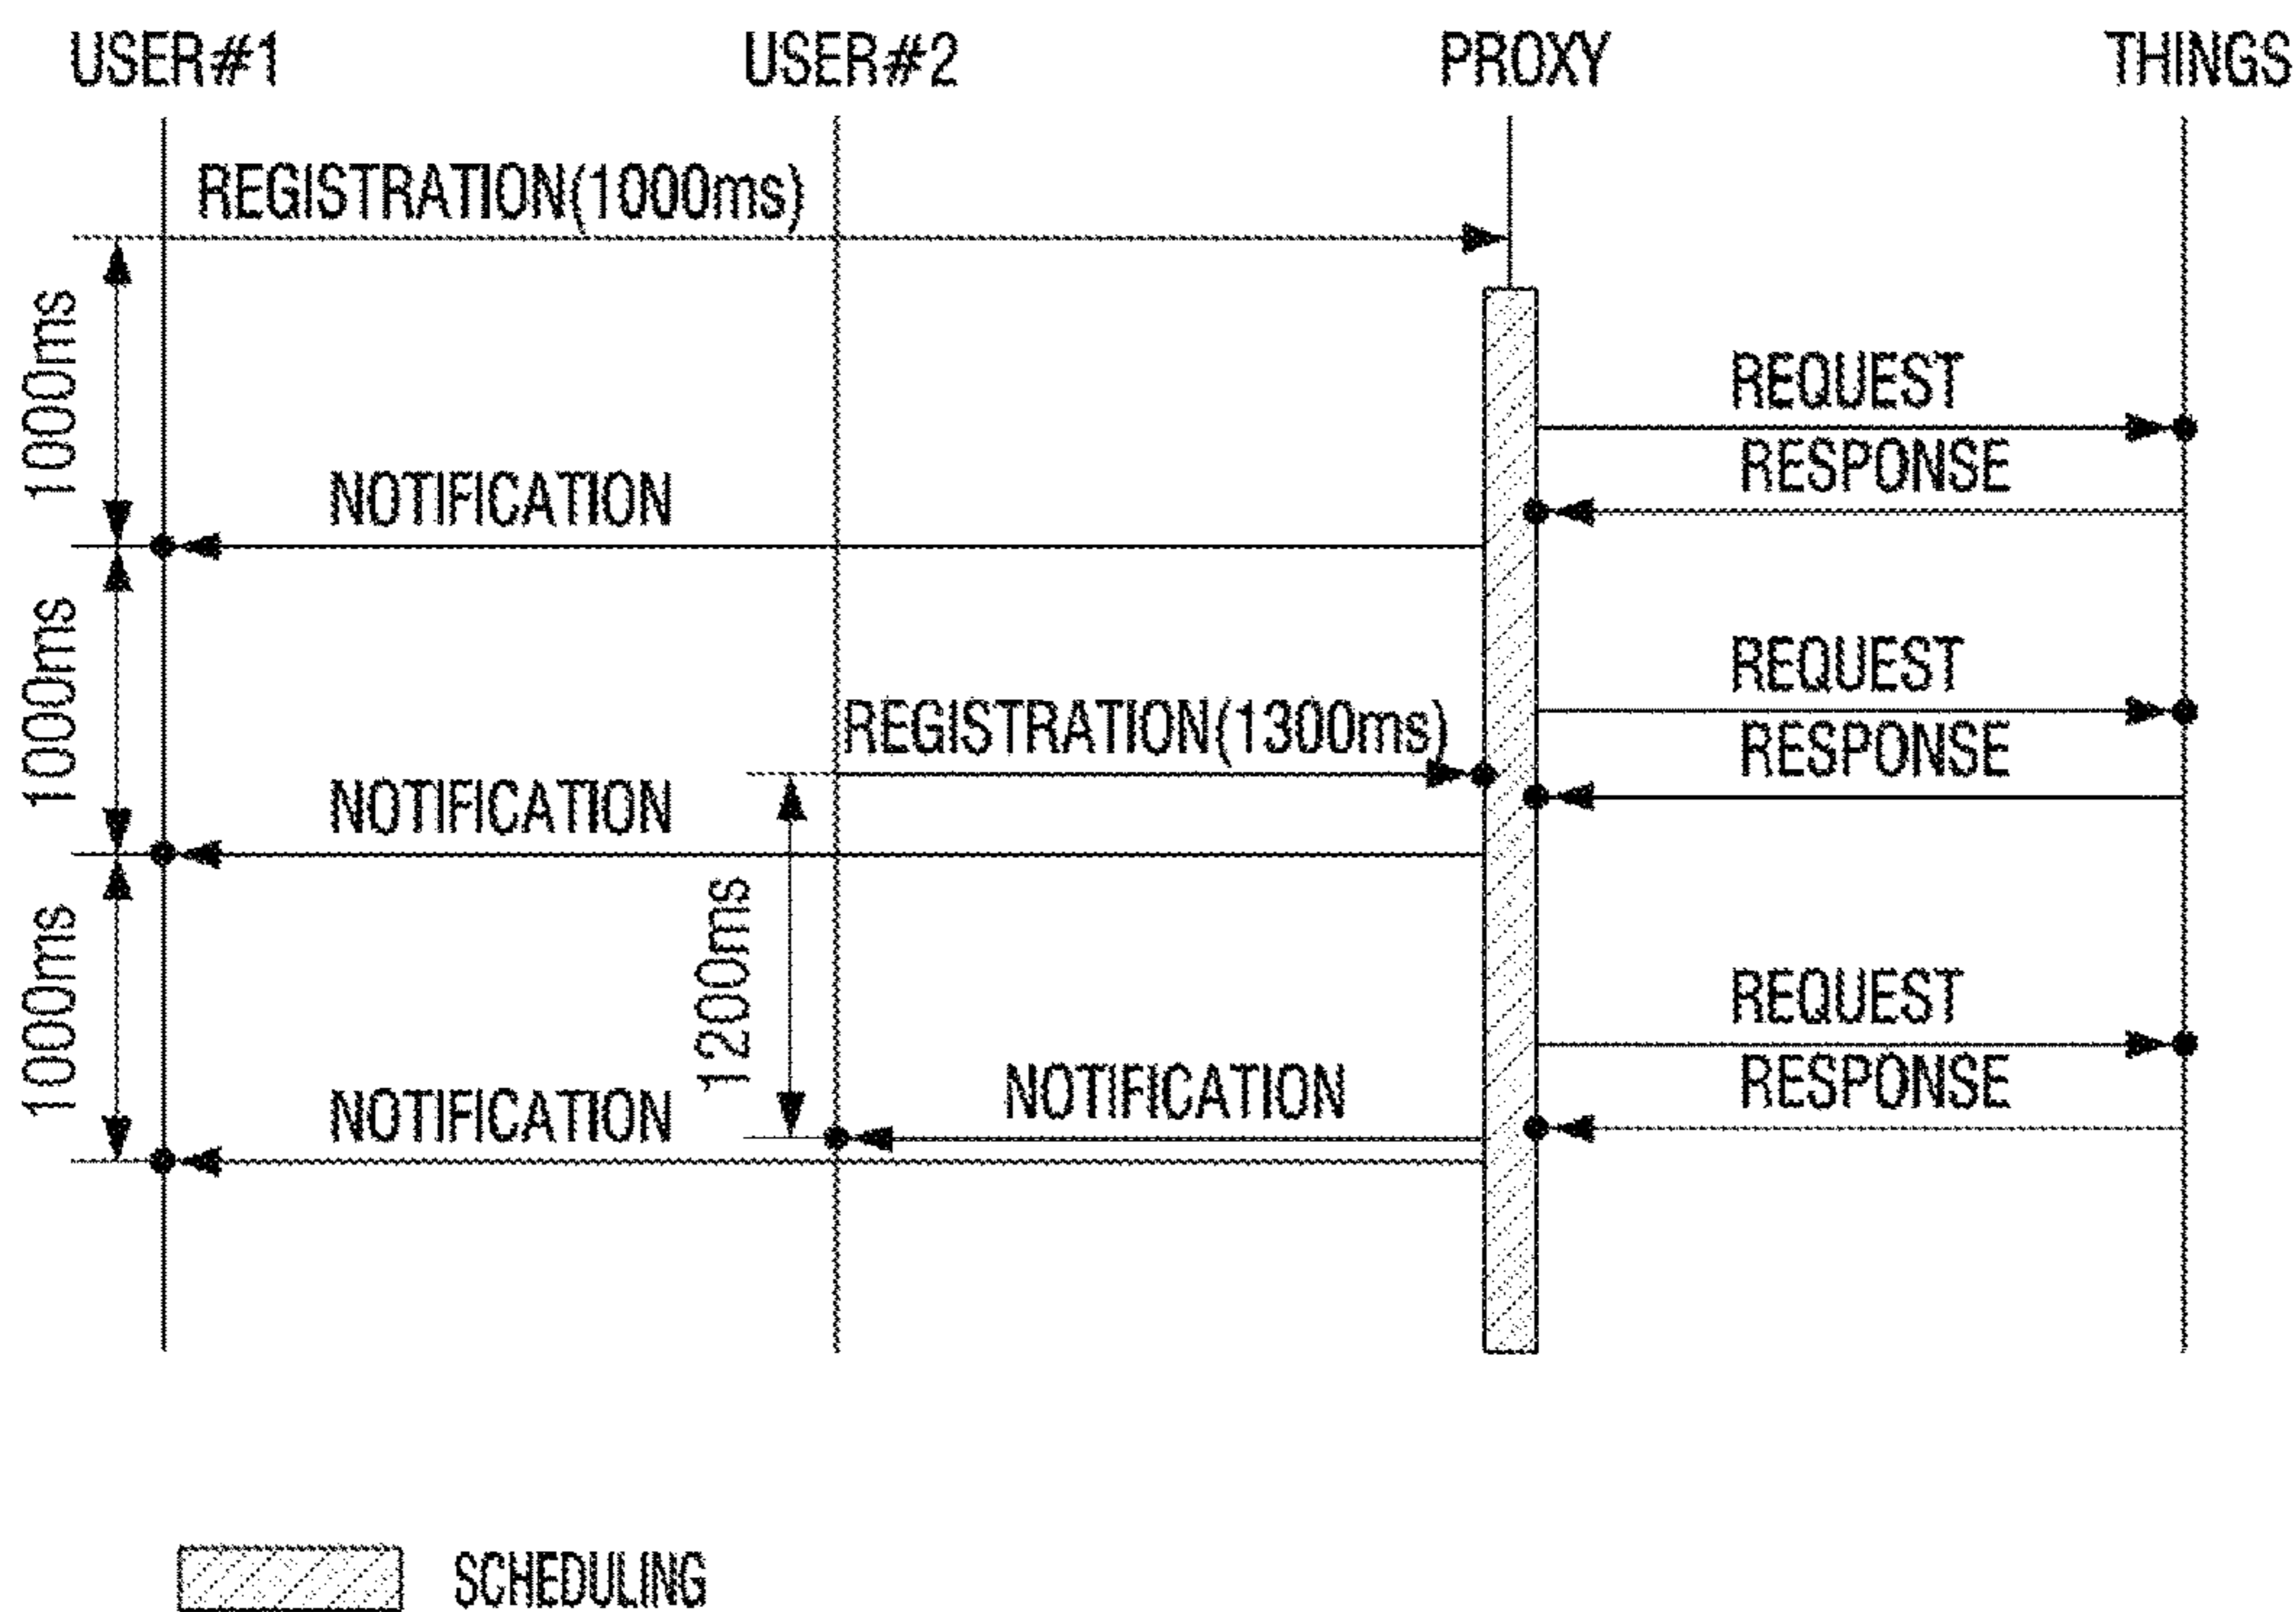 USER#1
USER#2
PROXY
THINGS
REGISTRATION(1000ms)
1000ms
REQUEST
RESPONSE
NOTIFICATION
1000ms
REQUEST
REGISTRATION(1300ms)
RESPONSE
NOTIFICATION
1000ms
1200ms
REQUEST
RESPONSE
NOTIFICATION
NOTIFICATION
SCHEDULING